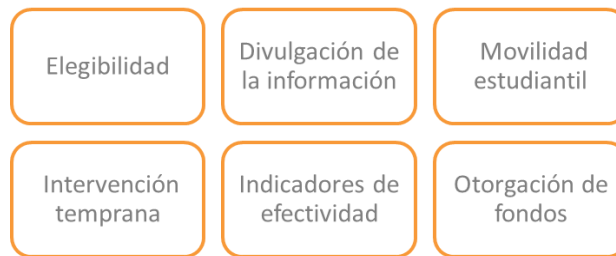 Elegibilidad
Divulgación de
la información
Movilidad
estudiantil
Intervención
temprana
Indicadores de
efectividad
Otorgación de
fondos